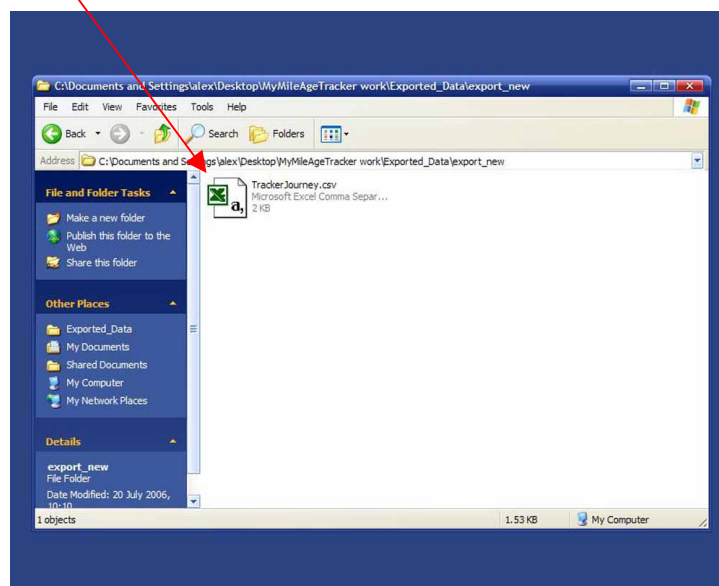 C:\Documents and Settings\alex\Desktop\MyMileAgeTracker work\Exported_Data\export_new
File Edit View Favorites Tools Help
Back Search Folders
Address C:\Documents and Settings\alex\Desktop\MyMileAgeTracker work\Exported_Data\export_new
File and Folder Tasks
Make a new folder
Publish this folder to the
Web
Share this folder
Other Places
Exported_Data
My Documents
Shared Documents
My Computer
My Network Places
Details
export_new
File Folder
Date Modified: 20 July 2006,
10:10
TrackerJourney.csv
Microsoft Excel Comma Separ...
2 KB
a,
1 objects 1.53 KB My Computer